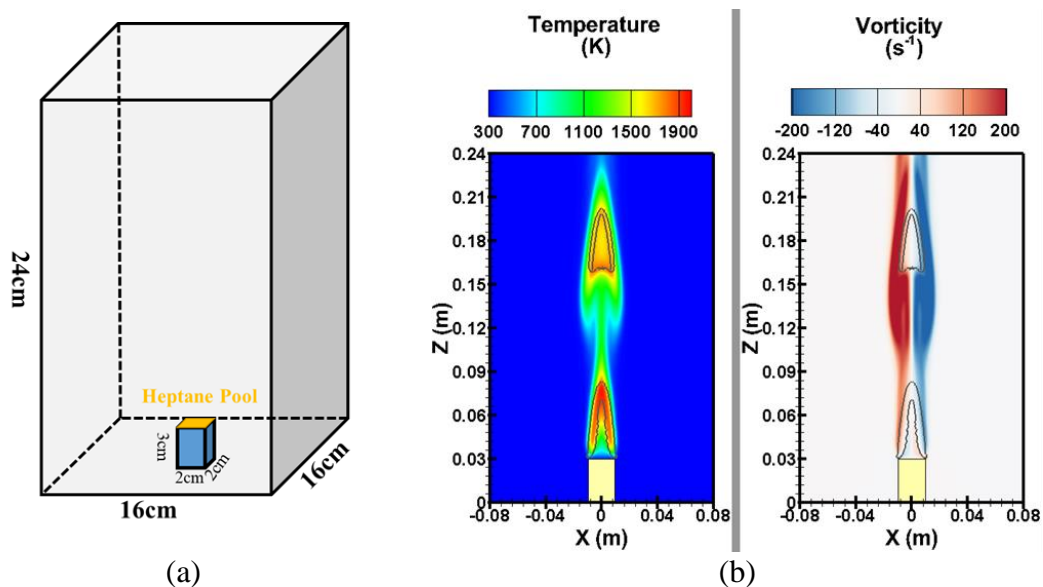 24cm
Heptane Pool
3cm
2cm
2cm
16cm
16cm
(a)
Temperature
(K)
300 700 1100 1500 1900
0.24
0.21
0.18
0.15
0.12
0.09
0.06
0.03
0
Z (m)
-0.08 -0.04 0 0.04 0.08
X (m)
Vorticity
(s⁻¹)
-200 -120 -40 40 120 200
0.24
0.21
0.18
0.15
0.12
0.09
0.06
0.03
0
Z (m)
-0.08 -0.04 0 0.04 0.08
X (m)
(b)